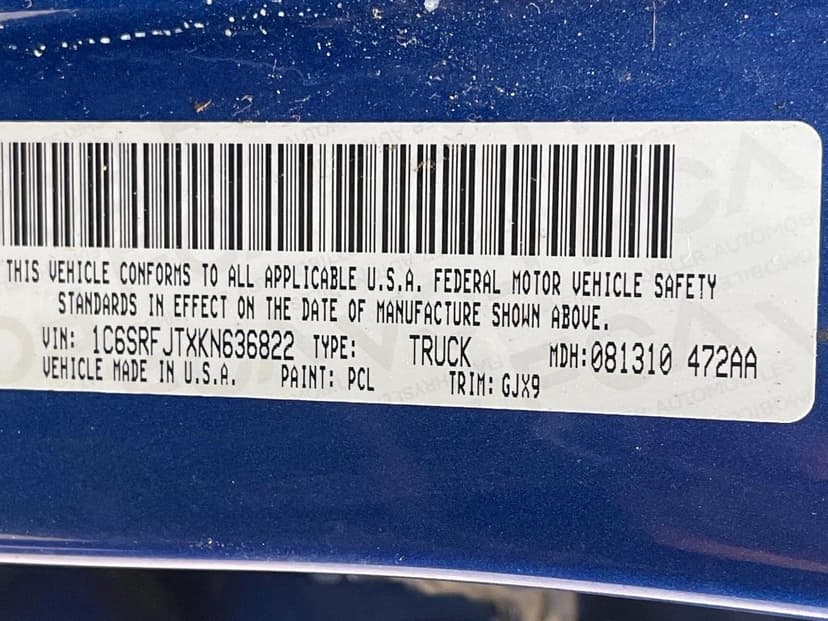 THIS VEHICLE CONFORMS TO ALL APPLICABLE U.S.A. FEDERAL MOTOR VEHICLE SAFETY
STANDARDS IN EFFECT ON THE DATE OF MANUFACTURE SHOWN ABOVE.
VIN: 1C6SRFJTXKN636822 TYPE: TRUCK MDH:081310 472AA
VEHICLE MADE IN U.S.A. PAINT: PCL TRIM: GJX9